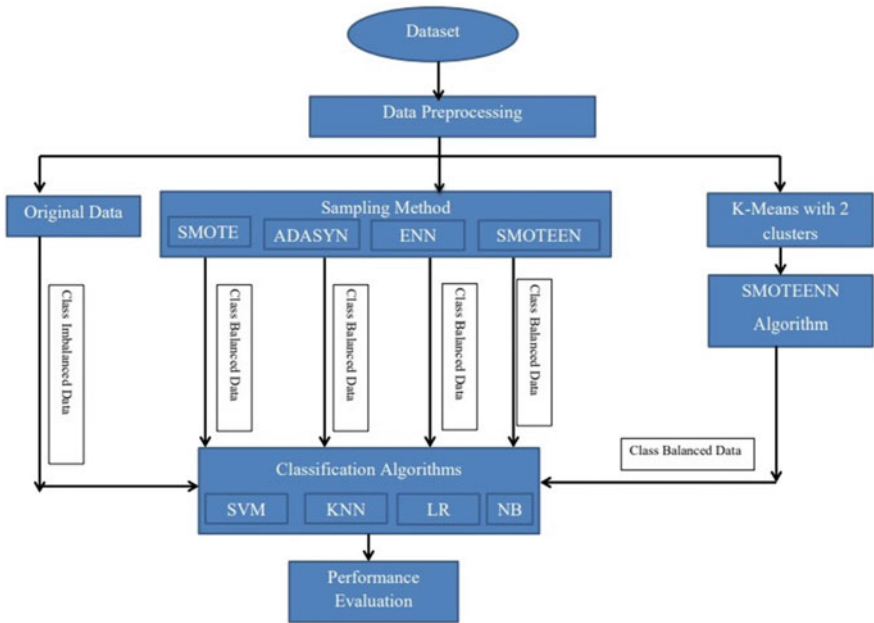 Dataset
Data Preprocessing
Original Data
Sampling Method
SMOTE
ADASYN
ENN
SMOTEEN
K-Means with 2
clusters
SMOTEENN
Algorithm
Class Imbalanced Data
Class Balanced Data
Class Balanced Data
Class Balanced Data
Class Balanced Data
Class Balanced Data
Classification Algorithms
SVM
KNN
LR
NB
Performance
Evaluation